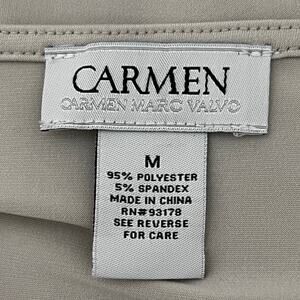 CARMEN
CARMEN MARC VALVO
M
95% POLYESTER
5% SPANDEX
MADE IN CHINA
RN#93178
SEE REVERSE
FOR CARE